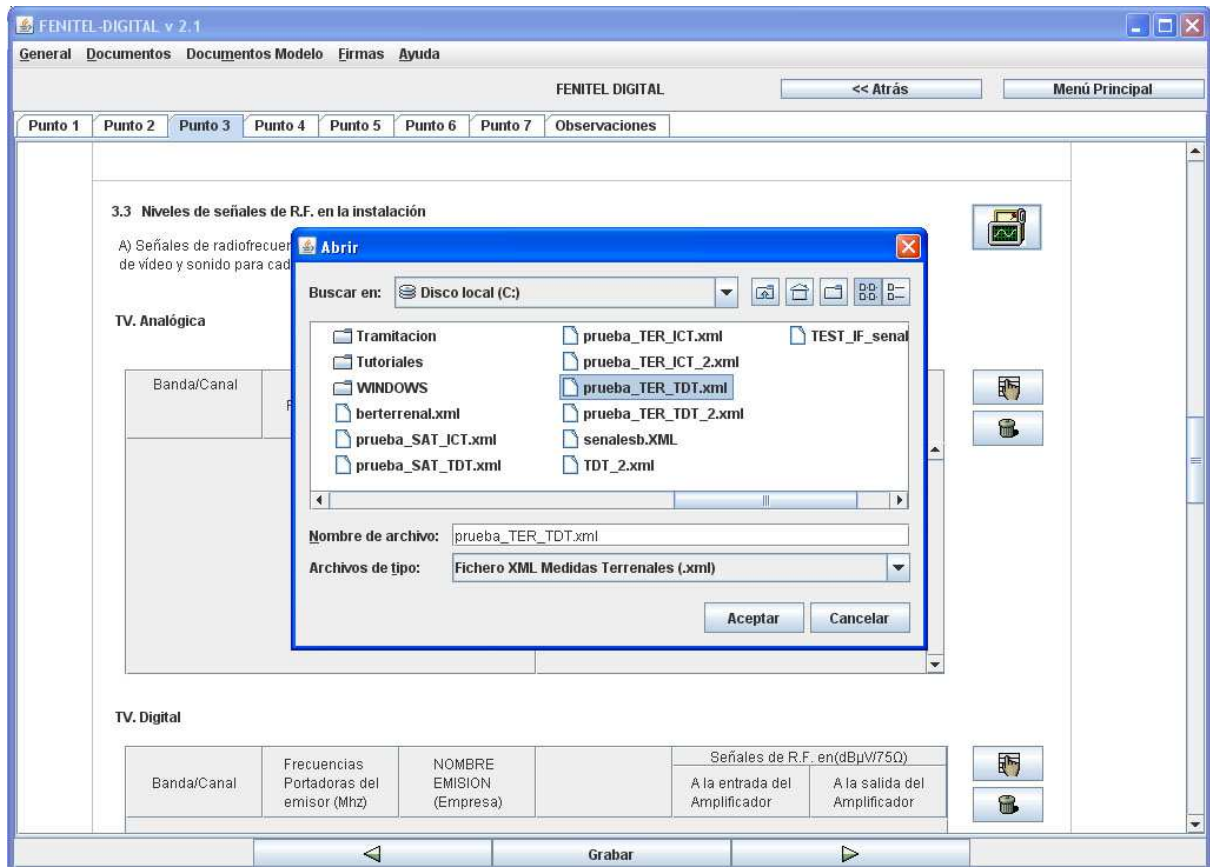 FENITEL-DIGITAL v 2.1
General Documentos Documentos Modelo Firmas Ayuda
FENITEL DIGITAL
<< Atrás
Menú Principal
Punto 1 Punto 2 Punto 3 Punto 4 Punto 5 Punto 6 Punto 7 Observaciones
3.3 Niveles de señales de R.F. en la instalación
A) Señales de
de vídeo y sonido para
TV. Analógica
Banda/Canal
Abrir
Buscar en: Disco local (C:)
Tramitacion
Tutoriales
WINDOWS
berterrenal.xml
prueba_SAT_ICT.xml
prueba_SAT_TDT.xml
prueba_TER_ICT.xml
prueba_TER_ICT_2.xml
prueba_TER_TDT.xml
prueba_TER_TDT_2.xml
senalesb.XML
TDT_2.xml
TEST_IF_senal
Nombre de archivo: prueba_TER_TDT.xml
Archivos de tipo: Fichero XML Medidas Terrenales (.xml)
Aceptar Cancelar
TV. Digital
Banda/Canal
Frecuencias
Portadoras del
emisor (Mhz)
NOMBRE
EMISION
(Empresa)
Señales de R.F. en(dBµV/75Ω)
A la entrada del
Amplificador
A la salida del
Amplificador
Grabar